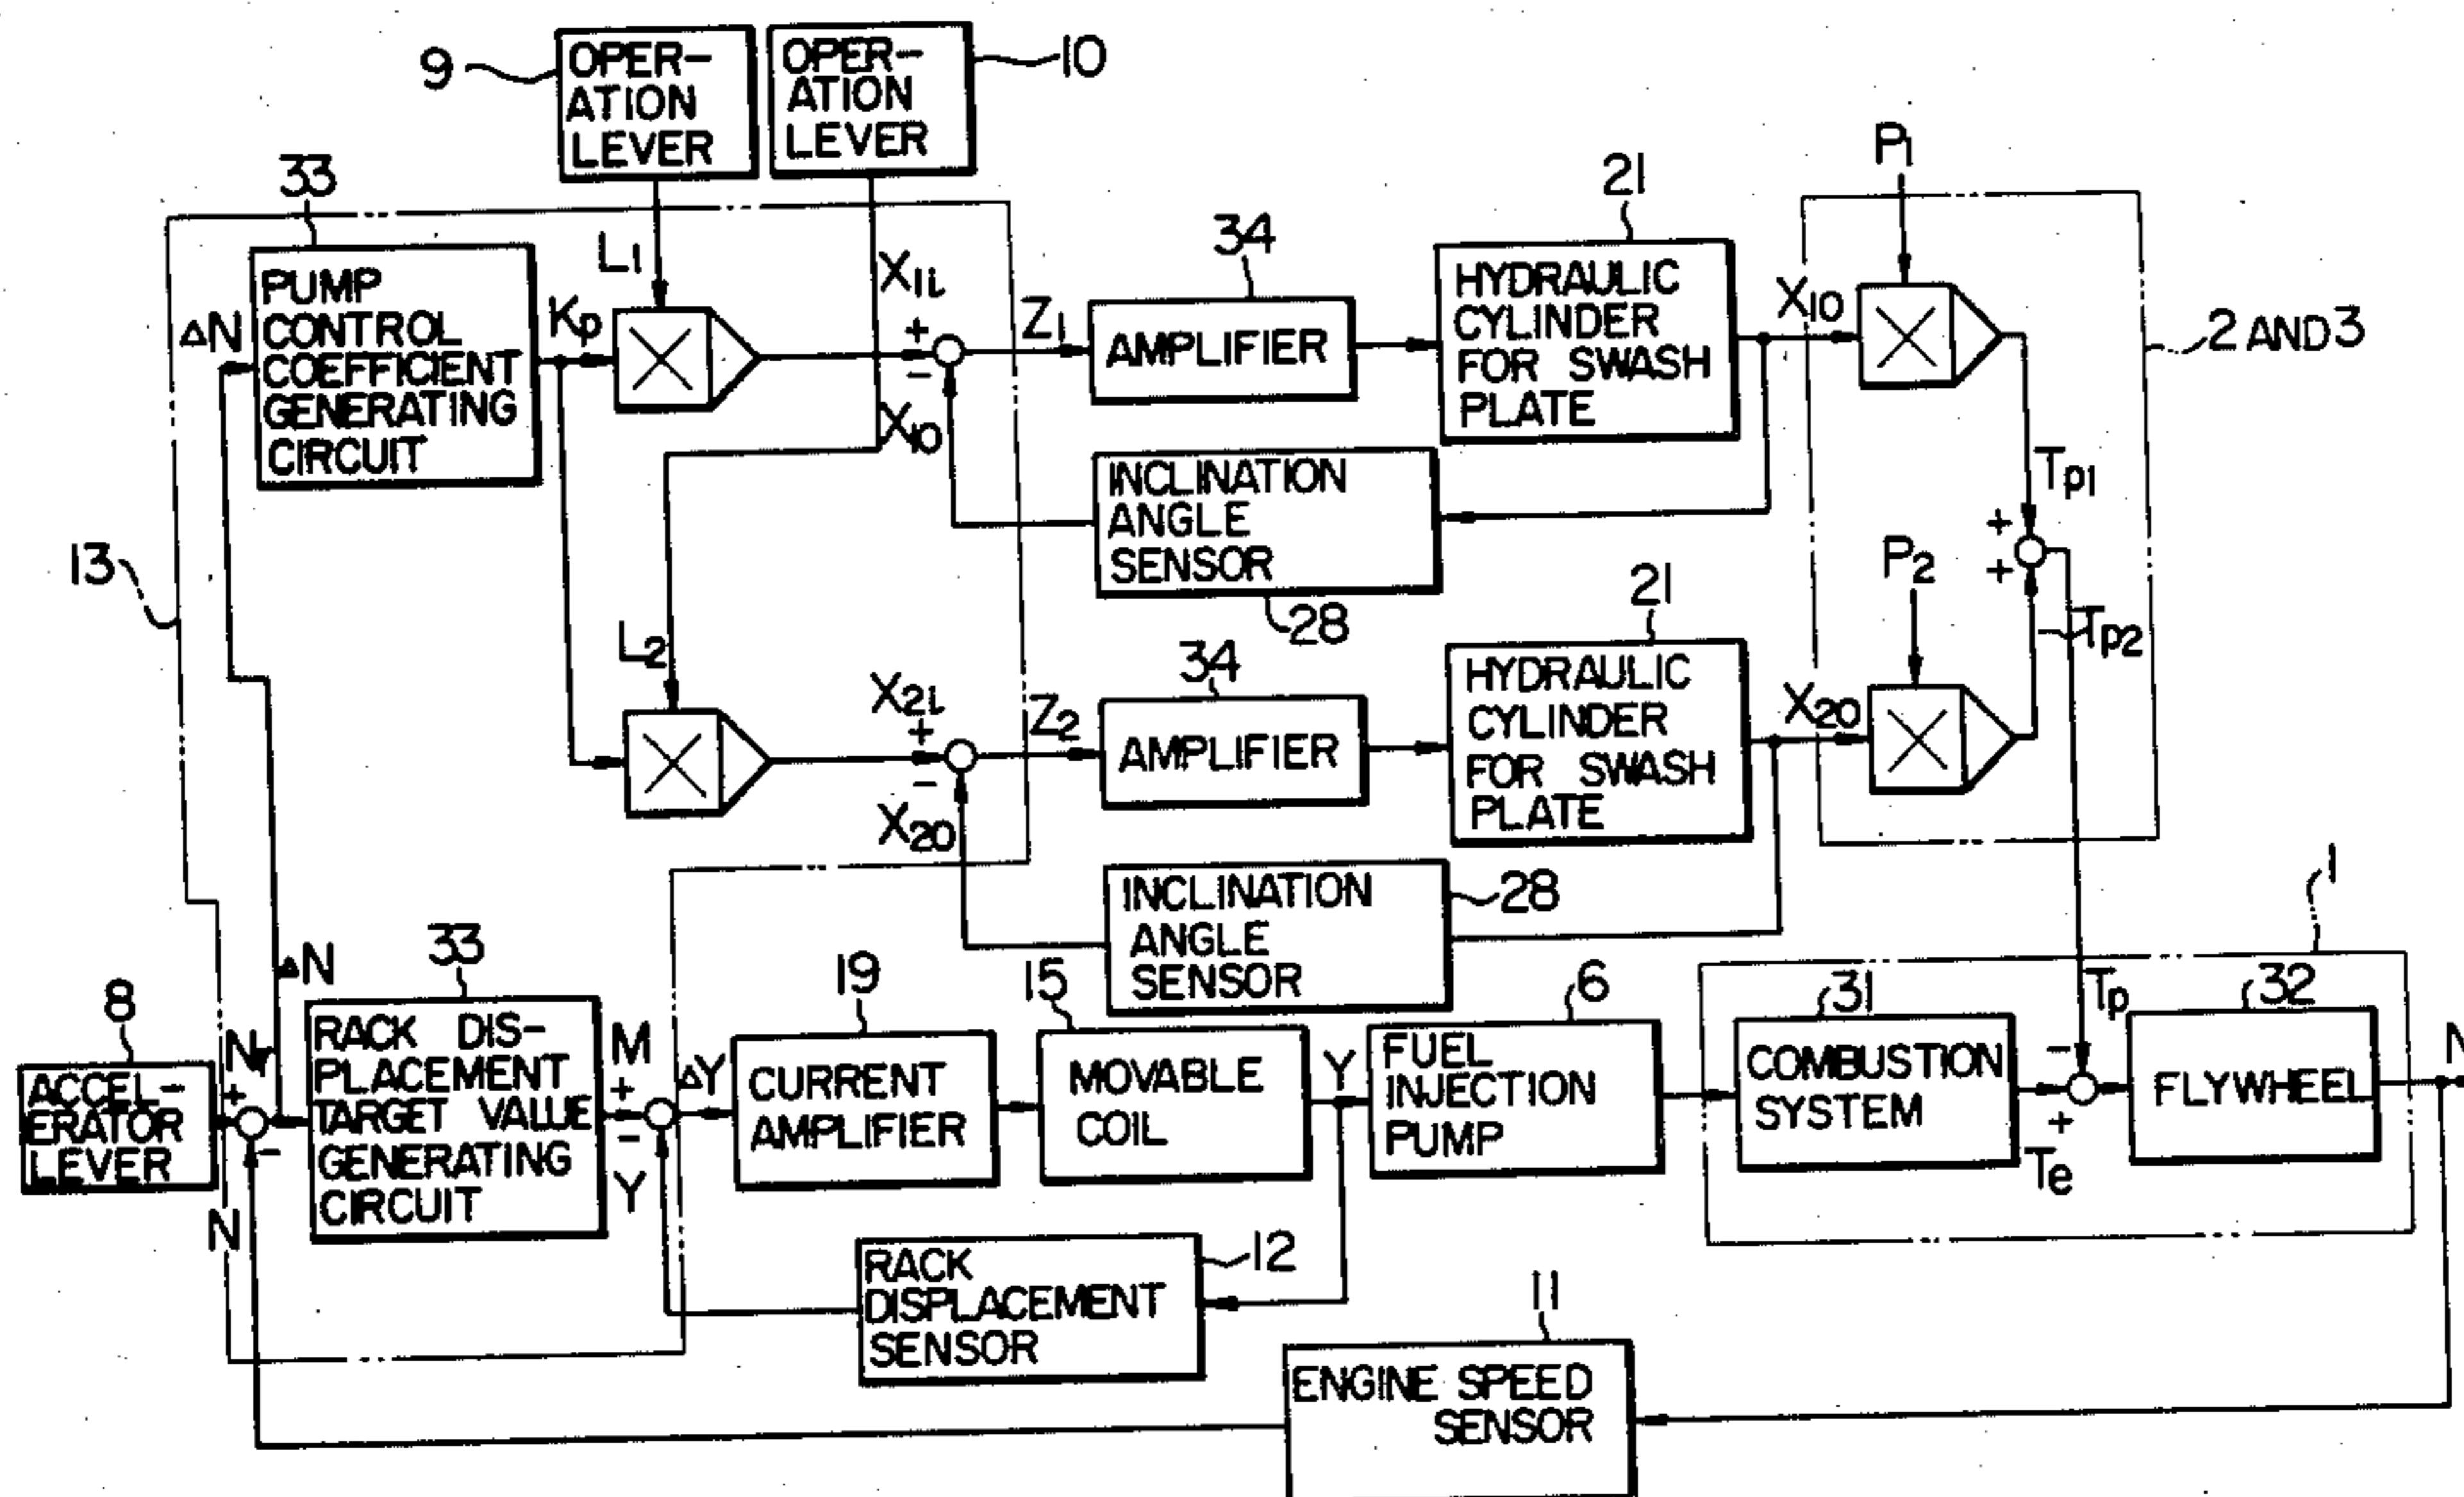 9
OPER-
ATION
LEVER
OPER-
ATION
LEVER
10
33
PUMP
CONTROL
COEFFICIENT
GENERATING
CIRCUIT
ΔN
Kp
L1
X1L
+
-
X10
Z1
34
AMPLIFIER
21
HYDRAULIC
CYLINDER
FOR SWASH
PLATE
X10
P1
2 AND 3
INCLINATION
ANGLE
SENSOR
28
Tp1
+
+
Tp2
13
L2
X2L
+
-
X20
Z2
34
AMPLIFIER
21
HYDRAULIC
CYLINDER
FOR SWASH
PLATE
X20
P2
INCLINATION
ANGLE
SENSOR
28
1
8
ACCEL-
ERATOR
LEVER
Nr
+
-
N
ΔN
33
RACK DIS-
PLACEMENT
TARGET VALUE
GENERATING
CIRCUIT
M
+
-
Y
ΔY
19
CURRENT
AMPLIFIER
15
MOVABLE
COIL
Y
6
FUEL
INJECTION
PUMP
31
COMBUSTION
SYSTEM
Tp
-
+
Te
32
FLYWHEEL
N
RACK
DISPLACEMENT
SENSOR
12
11
ENGINE SPEED
SENSOR